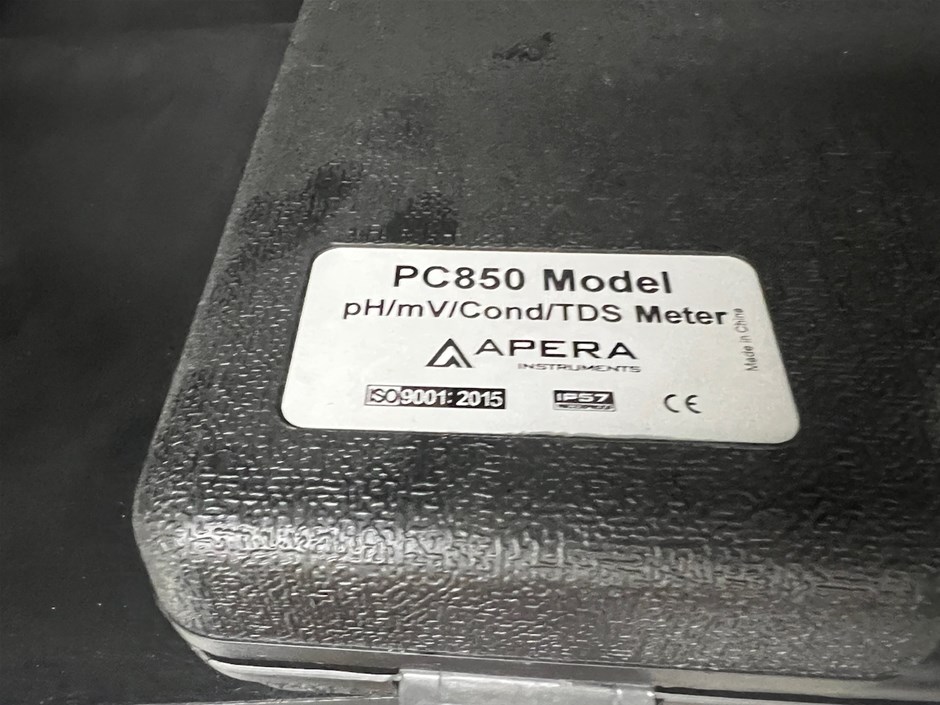 PC850 Model
pH/mV/Cond/TDS Meter
APERA
INSTRUMENTS
ISO9001: 2015
IP57
CE
Made in China